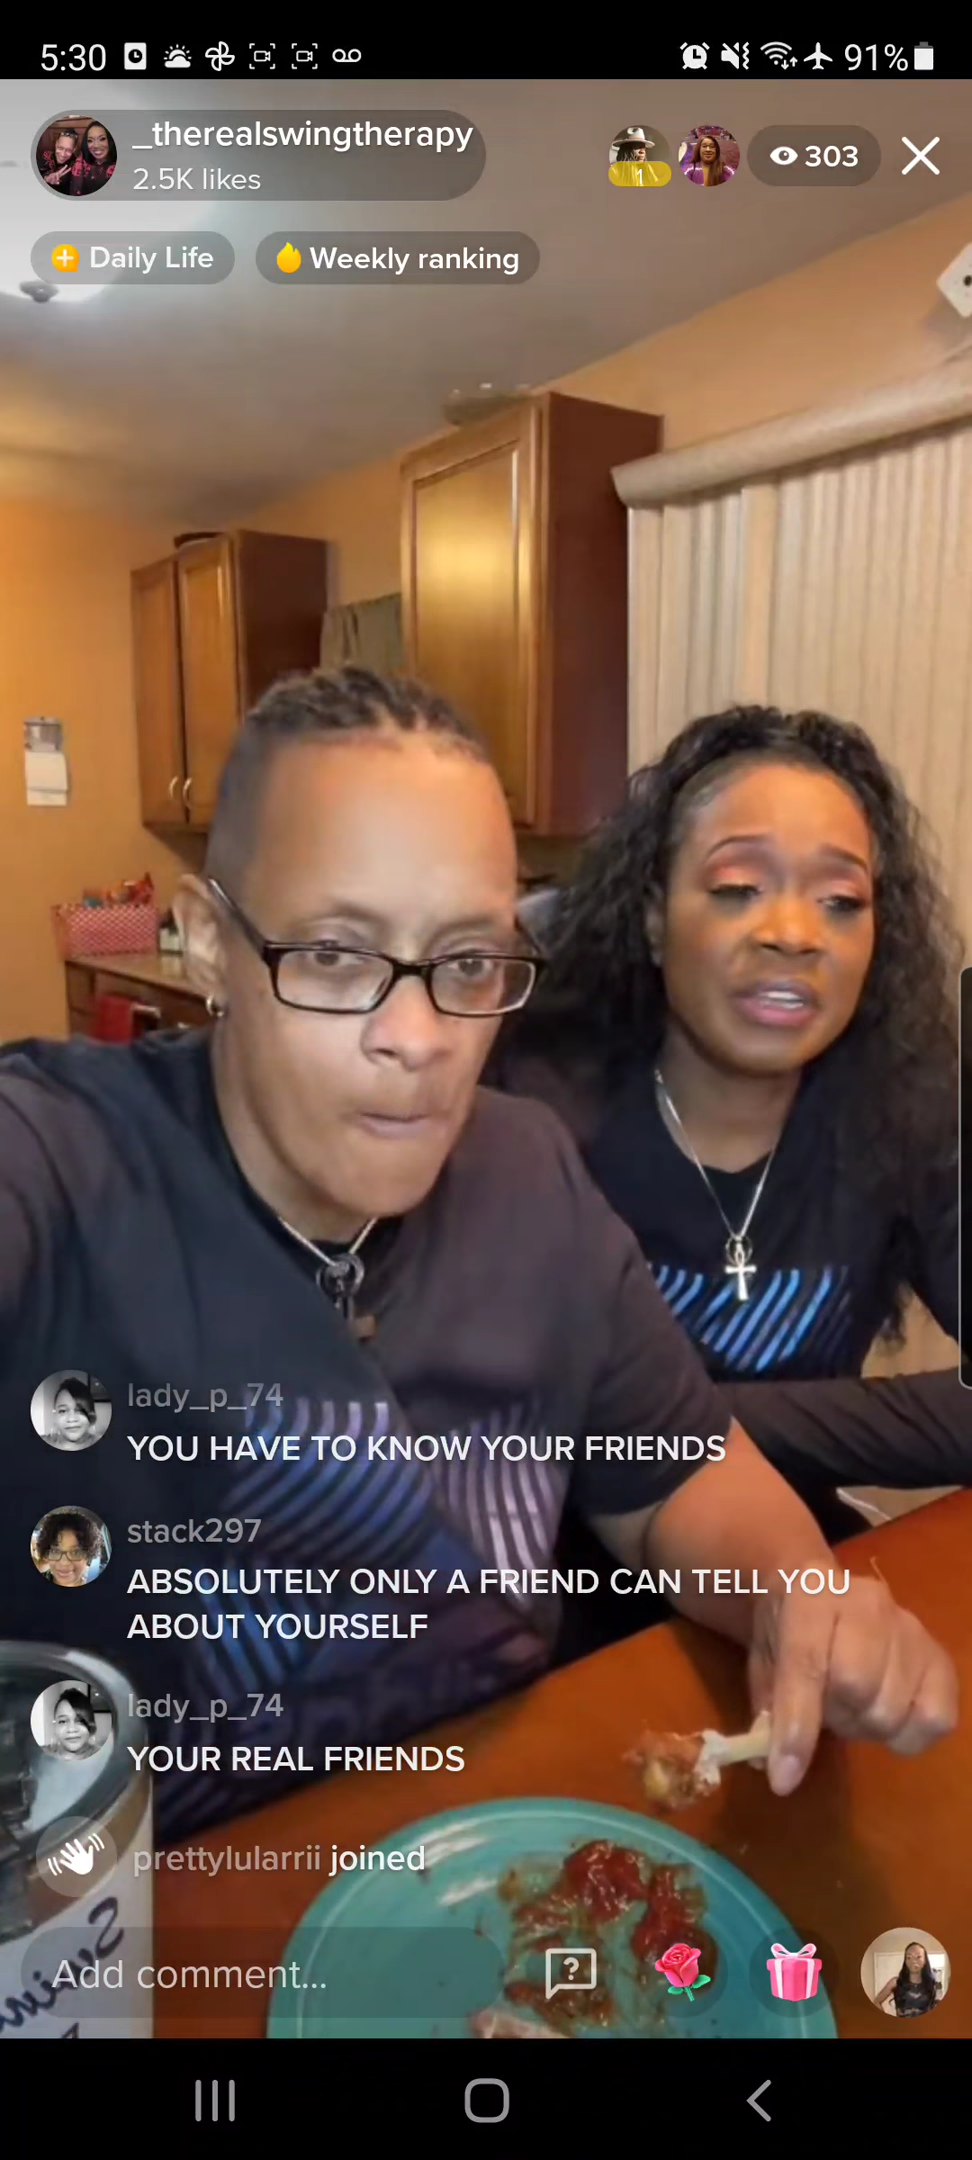 5:30
91%
_therealswingtherapy
2.5K likes
303
Daily Life
Weekly ranking
lady_p_74
YOU HAVE TO KNOW YOUR FRIENDS
stack297
ABSOLUTELY ONLY A FRIEND CAN TELL YOU
ABOUT YOURSELF
lady_p_74
YOUR REAL FRIENDS
prettylularrii joined
Add comment...